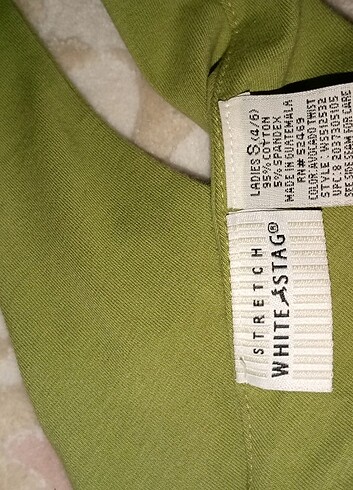 LADIES S (4/6)
95% COTTON
5% SPANDEX
MADE IN GUATEMALA
RN# 52469
COLOR: AVOCADO TWIST
SEE SIDE SEAM FOR CARE
STRETCH
WHITE STAG®